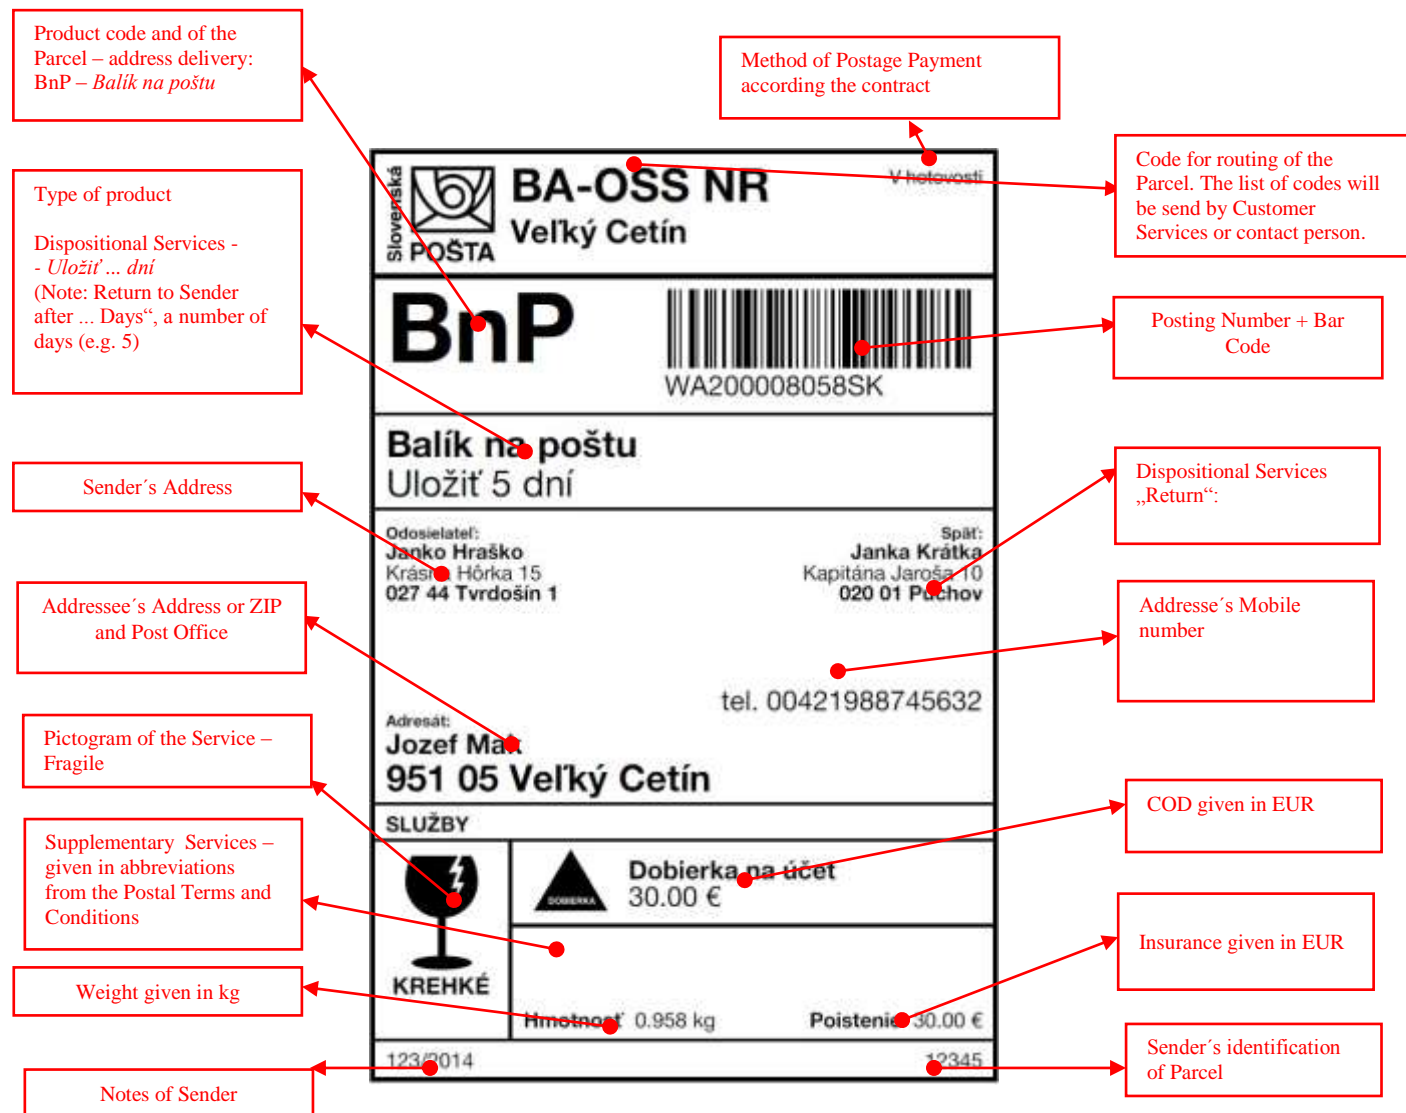 Product code and of the
Parcel – address delivery:
BnP – Balík na poštu
Method of Postage Payment
according the contract
Code for routing of the
Parcel. The list of codes will
be send by Customer
Services or contact person.
Type of product
Dispositional Services -
- Uložiť ... dní
(Note: Return to Sender
after ... Days“, a number of
days (e.g. 5)
Slovenská
POŠTA
BA-OSS NR
Veľký Cetín
V hotovosti
BnP
WA200008058SK
Posting Number + Bar
Code
Balík na poštu
Uložiť 5 dní
Sender´s Address
Dispositional Services
„Return“:
Odosielateľ:
Janko Hraško
Krásna Hôrka 15
027 44 Tvrdošín 1
Späť:
Janka Krátka
Kapitána Jaroša 10
020 01 Púchov
Addressee´s Address or ZIP
and Post Office
Addresse´s Mobile
number
tel. 00421988745632
Adresát:
Jozef Mak
951 05 Veľký Cetín
Pictogram of the Service –
Fragile
COD given in EUR
SLUŽBY
Supplementary Services –
given in abbreviations
from the Postal Terms and
Conditions
KREHKÉ
DOBIERKA
Dobierka na účet
30.00 €
Insurance given in EUR
Weight given in kg
Hmotnosť 0.958 kg
Poistenie 30.00 €
123/2014
12345
Sender´s identification
of Parcel
Notes of Sender